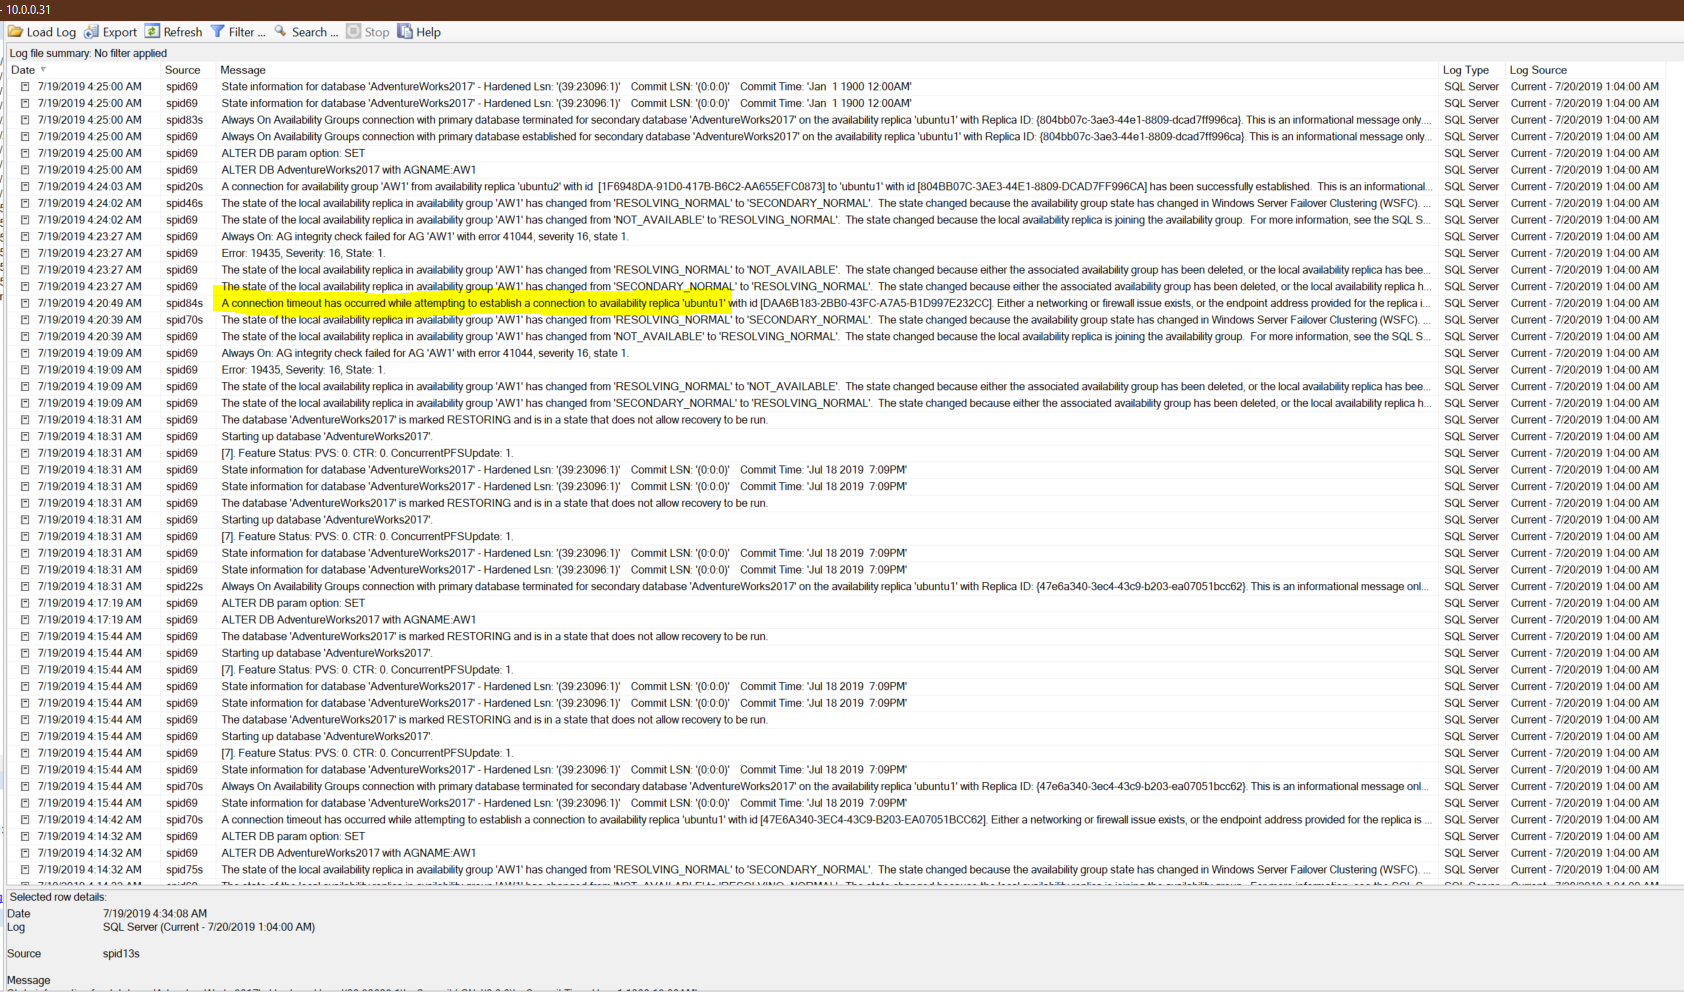 - 10.0.0.31
Load Log Export Refresh Filter ... Search ... Stop Help
Log file summary: No filter applied
Date Source Message Log Type Log Source
7/19/2019 4:25:00 AM spid69 State information for database 'AdventureWorks2017' - Hardened Lsn: '(39:23096:1)' Commit LSN: '(0:0:0)' Commit Time: 'Jan 1 1900 12:00AM' SQL Server Current - 7/20/2019 1:04:00 AM
7/19/2019 4:25:00 AM spid69 State information for database 'AdventureWorks2017' - Hardened Lsn: '(39:23096:1)' Commit LSN: '(0:0:0)' Commit Time: 'Jan 1 1900 12:00AM' SQL Server Current - 7/20/2019 1:04:00 AM
7/19/2019 4:25:00 AM spid83s Always On Availability Groups connection with primary database terminated for secondary database 'AdventureWorks2017' on the availability replica 'ubuntu1' with Replica ID: {804bb07c-3ae3-44e1-8809-dcad7ff996ca}. This is an informational message only.... SQL Server Current - 7/20/2019 1:04:00 AM
7/19/2019 4:25:00 AM spid69 Always On Availability Groups connection with primary database established for secondary database 'AdventureWorks2017' on the availability replica 'ubuntu1' with Replica ID: {804bb07c-3ae3-44e1-8809-dcad7ff996ca}. This is an informational message only... SQL Server Current - 7/20/2019 1:04:00 AM
7/19/2019 4:25:00 AM spid69 ALTER DB param option: SET SQL Server Current - 7/20/2019 1:04:00 AM
7/19/2019 4:25:00 AM spid69 ALTER DB AdventureWorks2017 with AGNAME:AW1 SQL Server Current - 7/20/2019 1:04:00 AM
7/19/2019 4:24:03 AM spid20s A connection for availability group 'AW1' from availability replica 'ubuntu2' with id [1F6948DA-91D0-417B-B6C2-AA655EFC0873] to 'ubuntu1' with id [804BB07C-3AE3-44E1-8809-DCAD7FF996CA] has been successfully established. This is an informational... SQL Server Current - 7/20/2019 1:04:00 AM
7/19/2019 4:24:02 AM spid46s The state of the local availability replica in availability group 'AW1' has changed from 'RESOLVING_NORMAL' to 'SECONDARY_NORMAL'. The state changed because the availability group state has changed in Windows Server Failover Clustering (WSFC). ... SQL Server Current - 7/20/2019 1:04:00 AM
7/19/2019 4:24:02 AM spid69 The state of the local availability replica in availability group 'AW1' has changed from 'NOT_AVAILABLE' to 'RESOLVING_NORMAL'. The state changed because the local availability replica is joining the availability group. For more information, see the SQL S... SQL Server Current - 7/20/2019 1:04:00 AM
7/19/2019 4:23:27 AM spid69 Always On: AG integrity check failed for AG 'AW1' with error 41044, severity 16, state 1. SQL Server Current - 7/20/2019 1:04:00 AM
7/19/2019 4:23:27 AM spid69 Error: 19435, Severity: 16, State: 1. SQL Server Current - 7/20/2019 1:04:00 AM
7/19/2019 4:23:27 AM spid69 The state of the local availability replica in availability group 'AW1' has changed from 'RESOLVING_NORMAL' to 'NOT_AVAILABLE'. The state changed because either the associated availability group has been deleted, or the local availability replica has bee... SQL Server Current - 7/20/2019 1:04:00 AM
7/19/2019 4:23:27 AM spid69 The state of the local availability replica in availability group 'AW1' has changed from 'SECONDARY_NORMAL' to 'RESOLVING_NORMAL'. The state changed because either the associated availability group has been deleted, or the local availability replica h... SQL Server Current - 7/20/2019 1:04:00 AM
7/19/2019 4:20:49 AM spid84s A connection timeout has occurred while attempting to establish a connection to availability replica 'ubuntu1' with id [DAA6B183-2BB0-43FC-A7A5-B1D997E232CC]. Either a networking or firewall issue exists, or the endpoint address provided for the replica i... SQL Server Current - 7/20/2019 1:04:00 AM
7/19/2019 4:20:39 AM spid70s The state of the local availability replica in availability group 'AW1' has changed from 'RESOLVING_NORMAL' to 'SECONDARY_NORMAL'. The state changed because the availability group state has changed in Windows Server Failover Clustering (WSFC). ... SQL Server Current - 7/20/2019 1:04:00 AM
7/19/2019 4:20:39 AM spid69 The state of the local availability replica in availability group 'AW1' has changed from 'NOT_AVAILABLE' to 'RESOLVING_NORMAL'. The state changed because the local availability replica is joining the availability group. For more information, see the SQL S... SQL Server Current - 7/20/2019 1:04:00 AM
7/19/2019 4:19:09 AM spid69 Always On: AG integrity check failed for AG 'AW1' with error 41044, severity 16, state 1. SQL Server Current - 7/20/2019 1:04:00 AM
7/19/2019 4:19:09 AM spid69 Error: 19435, Severity: 16, State: 1. SQL Server Current - 7/20/2019 1:04:00 AM
7/19/2019 4:19:09 AM spid69 The state of the local availability replica in availability group 'AW1' has changed from 'RESOLVING_NORMAL' to 'NOT_AVAILABLE'. The state changed because either the associated availability group has been deleted, or the local availability replica has bee... SQL Server Current - 7/20/2019 1:04:00 AM
7/19/2019 4:19:09 AM spid69 The state of the local availability replica in availability group 'AW1' has changed from 'SECONDARY_NORMAL' to 'RESOLVING_NORMAL'. The state changed because either the associated availability group has been deleted, or the local availability replica h... SQL Server Current - 7/20/2019 1:04:00 AM
7/19/2019 4:18:31 AM spid69 The database 'AdventureWorks2017' is marked RESTORING and is in a state that does not allow recovery to be run. SQL Server Current - 7/20/2019 1:04:00 AM
7/19/2019 4:18:31 AM spid69 Starting up database 'AdventureWorks2017'. SQL Server Current - 7/20/2019 1:04:00 AM
7/19/2019 4:18:31 AM spid69 [7]. Feature Status: PVS: 0. CTR: 0. ConcurrentPFSUpdate: 1. SQL Server Current - 7/20/2019 1:04:00 AM
7/19/2019 4:18:31 AM spid69 State information for database 'AdventureWorks2017' - Hardened Lsn: '(39:23096:1)' Commit LSN: '(0:0:0)' Commit Time: 'Jul 18 2019 7:09PM' SQL Server Current - 7/20/2019 1:04:00 AM
7/19/2019 4:18:31 AM spid69 State information for database 'AdventureWorks2017' - Hardened Lsn: '(39:23096:1)' Commit LSN: '(0:0:0)' Commit Time: 'Jul 18 2019 7:09PM' SQL Server Current - 7/20/2019 1:04:00 AM
7/19/2019 4:18:31 AM spid69 The database 'AdventureWorks2017' is marked RESTORING and is in a state that does not allow recovery to be run. SQL Server Current - 7/20/2019 1:04:00 AM
7/19/2019 4:18:31 AM spid69 Starting up database 'AdventureWorks2017'. SQL Server Current - 7/20/2019 1:04:00 AM
7/19/2019 4:18:31 AM spid69 [7]. Feature Status: PVS: 0. CTR: 0. ConcurrentPFSUpdate: 1. SQL Server Current - 7/20/2019 1:04:00 AM
7/19/2019 4:18:31 AM spid69 State information for database 'AdventureWorks2017' - Hardened Lsn: '(39:23096:1)' Commit LSN: '(0:0:0)' Commit Time: 'Jul 18 2019 7:09PM' SQL Server Current - 7/20/2019 1:04:00 AM
7/19/2019 4:18:31 AM spid69 State information for database 'AdventureWorks2017' - Hardened Lsn: '(39:23096:1)' Commit LSN: '(0:0:0)' Commit Time: 'Jul 18 2019 7:09PM' SQL Server Current - 7/20/2019 1:04:00 AM
7/19/2019 4:18:31 AM spid22s Always On Availability Groups connection with primary database terminated for secondary database 'AdventureWorks2017' on the availability replica 'ubuntu1' with Replica ID: {47e6a340-3ec4-43c9-b203-ea07051bcc62}. This is an informational message onl... SQL Server Current - 7/20/2019 1:04:00 AM
7/19/2019 4:17:19 AM spid69 ALTER DB param option: SET SQL Server Current - 7/20/2019 1:04:00 AM
7/19/2019 4:17:19 AM spid69 ALTER DB AdventureWorks2017 with AGNAME:AW1 SQL Server Current - 7/20/2019 1:04:00 AM
7/19/2019 4:15:44 AM spid69 The database 'AdventureWorks2017' is marked RESTORING and is in a state that does not allow recovery to be run. SQL Server Current - 7/20/2019 1:04:00 AM
7/19/2019 4:15:44 AM spid69 Starting up database 'AdventureWorks2017'. SQL Server Current - 7/20/2019 1:04:00 AM
7/19/2019 4:15:44 AM spid69 [7]. Feature Status: PVS: 0. CTR: 0. ConcurrentPFSUpdate: 1. SQL Server Current - 7/20/2019 1:04:00 AM
7/19/2019 4:15:44 AM spid69 State information for database 'AdventureWorks2017' - Hardened Lsn: '(39:23096:1)' Commit LSN: '(0:0:0)' Commit Time: 'Jul 18 2019 7:09PM' SQL Server Current - 7/20/2019 1:04:00 AM
7/19/2019 4:15:44 AM spid69 State information for database 'AdventureWorks2017' - Hardened Lsn: '(39:23096:1)' Commit LSN: '(0:0:0)' Commit Time: 'Jul 18 2019 7:09PM' SQL Server Current - 7/20/2019 1:04:00 AM
7/19/2019 4:15:44 AM spid69 The database 'AdventureWorks2017' is marked RESTORING and is in a state that does not allow recovery to be run. SQL Server Current - 7/20/2019 1:04:00 AM
7/19/2019 4:15:44 AM spid69 Starting up database 'AdventureWorks2017'. SQL Server Current - 7/20/2019 1:04:00 AM
7/19/2019 4:15:44 AM spid69 [7]. Feature Status: PVS: 0. CTR: 0. ConcurrentPFSUpdate: 1. SQL Server Current - 7/20/2019 1:04:00 AM
7/19/2019 4:15:44 AM spid69 State information for database 'AdventureWorks2017' - Hardened Lsn: '(39:23096:1)' Commit LSN: '(0:0:0)' Commit Time: 'Jul 18 2019 7:09PM' SQL Server Current - 7/20/2019 1:04:00 AM
7/19/2019 4:15:44 AM spid70s Always On Availability Groups connection with primary database terminated for secondary database 'AdventureWorks2017' on the availability replica 'ubuntu1' with Replica ID: {47e6a340-3ec4-43c9-b203-ea07051bcc62}. This is an informational message onl... SQL Server Current - 7/20/2019 1:04:00 AM
7/19/2019 4:15:44 AM spid69 State information for database 'AdventureWorks2017' - Hardened Lsn: '(39:23096:1)' Commit LSN: '(0:0:0)' Commit Time: 'Jul 18 2019 7:09PM' SQL Server Current - 7/20/2019 1:04:00 AM
7/19/2019 4:14:42 AM spid70s A connection timeout has occurred while attempting to establish a connection to availability replica 'ubuntu1' with id [47E6A340-3EC4-43C9-B203-EA07051BCC62]. Either a networking or firewall issue exists, or the endpoint address provided for the replica is ... SQL Server Current - 7/20/2019 1:04:00 AM
7/19/2019 4:14:32 AM spid69 ALTER DB param option: SET SQL Server Current - 7/20/2019 1:04:00 AM
7/19/2019 4:14:32 AM spid69 ALTER DB AdventureWorks2017 with AGNAME:AW1 SQL Server Current - 7/20/2019 1:04:00 AM
7/19/2019 4:14:32 AM spid75s The state of the local availability replica in availability group 'AW1' has changed from 'RESOLVING_NORMAL' to 'SECONDARY_NORMAL'. The state changed because the availability group state has changed in Windows Server Failover Clustering (WSFC). ... SQL Server Current - 7/20/2019 1:04:00 AM
Selected row details:
Date 7/19/2019 4:34:08 AM
Log SQL Server (Current - 7/20/2019 1:04:00 AM)
Source spid13s
Message